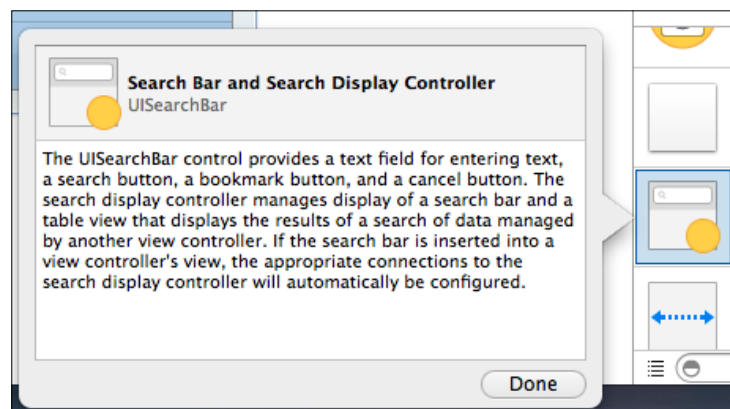 Search Bar and Search Display Controller
UISearchBar
The UISearchBar control provides a text field for entering text,
a search button, a bookmark button, and a cancel button. The
search display controller manages display of a search bar and a
table view that displays the results of a search of data managed
by another view controller. If the search bar is inserted into a
view controller's view, the appropriate connections to the
search display controller will automatically be configured.
Done